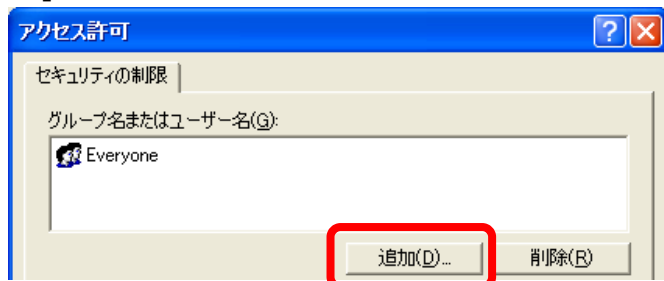 アクセス許可
セキュリティの制限
グループ名またはユーザー名(G):
Everyone
追加(D)... 削除(R)